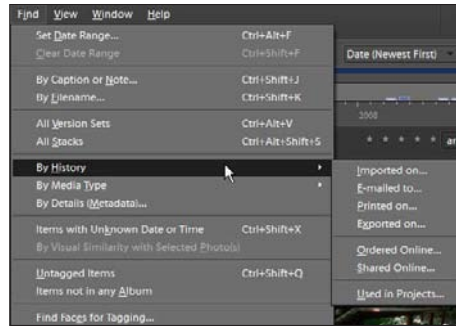 Find View Window Help
Set Date Range... Ctrl+Alt+F
Clear Date Range Ctrl+Shift+F
Date (Newest First)
By Caption or Note... Ctrl+Shift+J
By Filename... Ctrl+Shift+K
2008
All Version Sets Ctrl+Alt+V
All Stacks Ctrl+Alt+Shift+S
By History
Imported on...
By Media Type
E-mailed to...
By Details (Metadata)...
Printed on...
Exported on...
Items with Unknown Date or Time Ctrl+Shift+X
By Visual Similarity with Selected Photo(s)
Ordered Online...
Shared Online...
Untagged Items Ctrl+Shift+Q
Items not in any Album
Used in Projects...
Find Faces for Tagging...